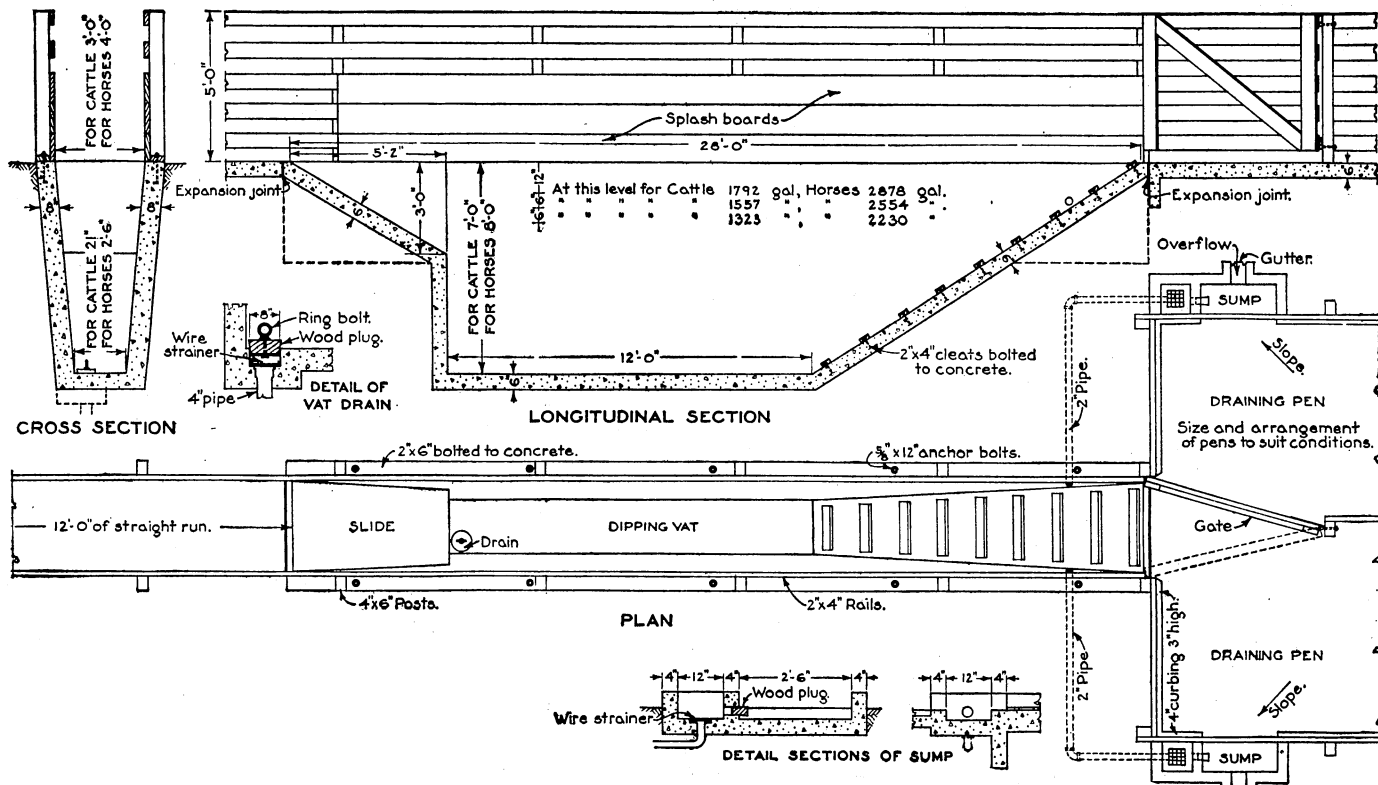 FOR CATTLE 3'-0"
FOR HORSES 4'-0"
8"
8"
FOR CATTLE 21"
FOR HORSES 2'-6"
CROSS SECTION
5'-0"
Splash boards
28'-0"
5'-2"
Expansion joint.
6"
3'-0"
FOR CATTLE 7'-0"
FOR HORSES 8'-0"
6" 6" 12"
At this level for Cattle 1792 gal, Horses 2878 gal.
" " " " 1557 " , " 2554 "
" " " " 1323 " , " 2230 "
12'-0"
6"
6"
2"x4" cleats bolted
to concrete.
6
Expansion joint.
LONGITUDINAL SECTION
8"
Ring bolt.
Wood plug.
Wire
strainer
4" pipe
DETAIL OF
VAT DRAIN
Overflow
Gutter.
SUMP
Slope.
2" Pipe.
DRAINING PEN
Size and arrangement
of pens to suit conditions.
2"x6" bolted to concrete.
5/8"x12" anchor bolts.
12'-0" of straight run.
SLIDE
Drain
DIPPING VAT
Gate
4"x6" Posts.
2"x4" Rails.
PLAN
2" Pipe
4" curbing 3" high.
DRAINING PEN
Slope.
SUMP
4" 12" 4" 2'-6" 4"
Wood plug.
Wire strainer
4" 12" 4"
DETAIL SECTIONS OF SUMP